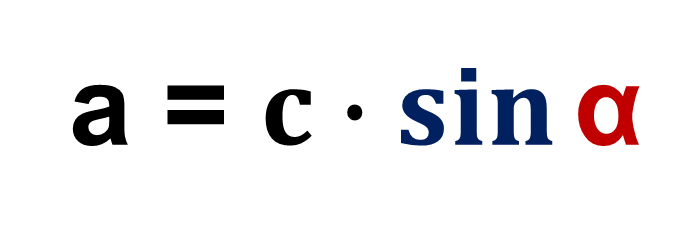 a = c · sin α